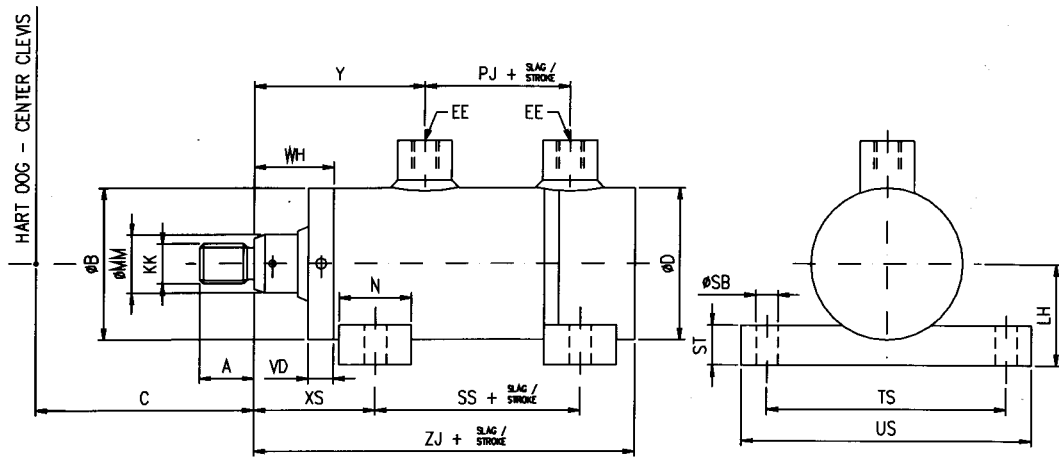 HART OOG - CENTER CLEVIS
Y
PJ + SLAG / STROKE
EE
EE
WH
ØB
ØMM
KK
N
ØD
A
VD
C
XS
SS + SLAG / STROKE
ZJ + SLAG / STROKE
ØSB
ST
LH
TS
US